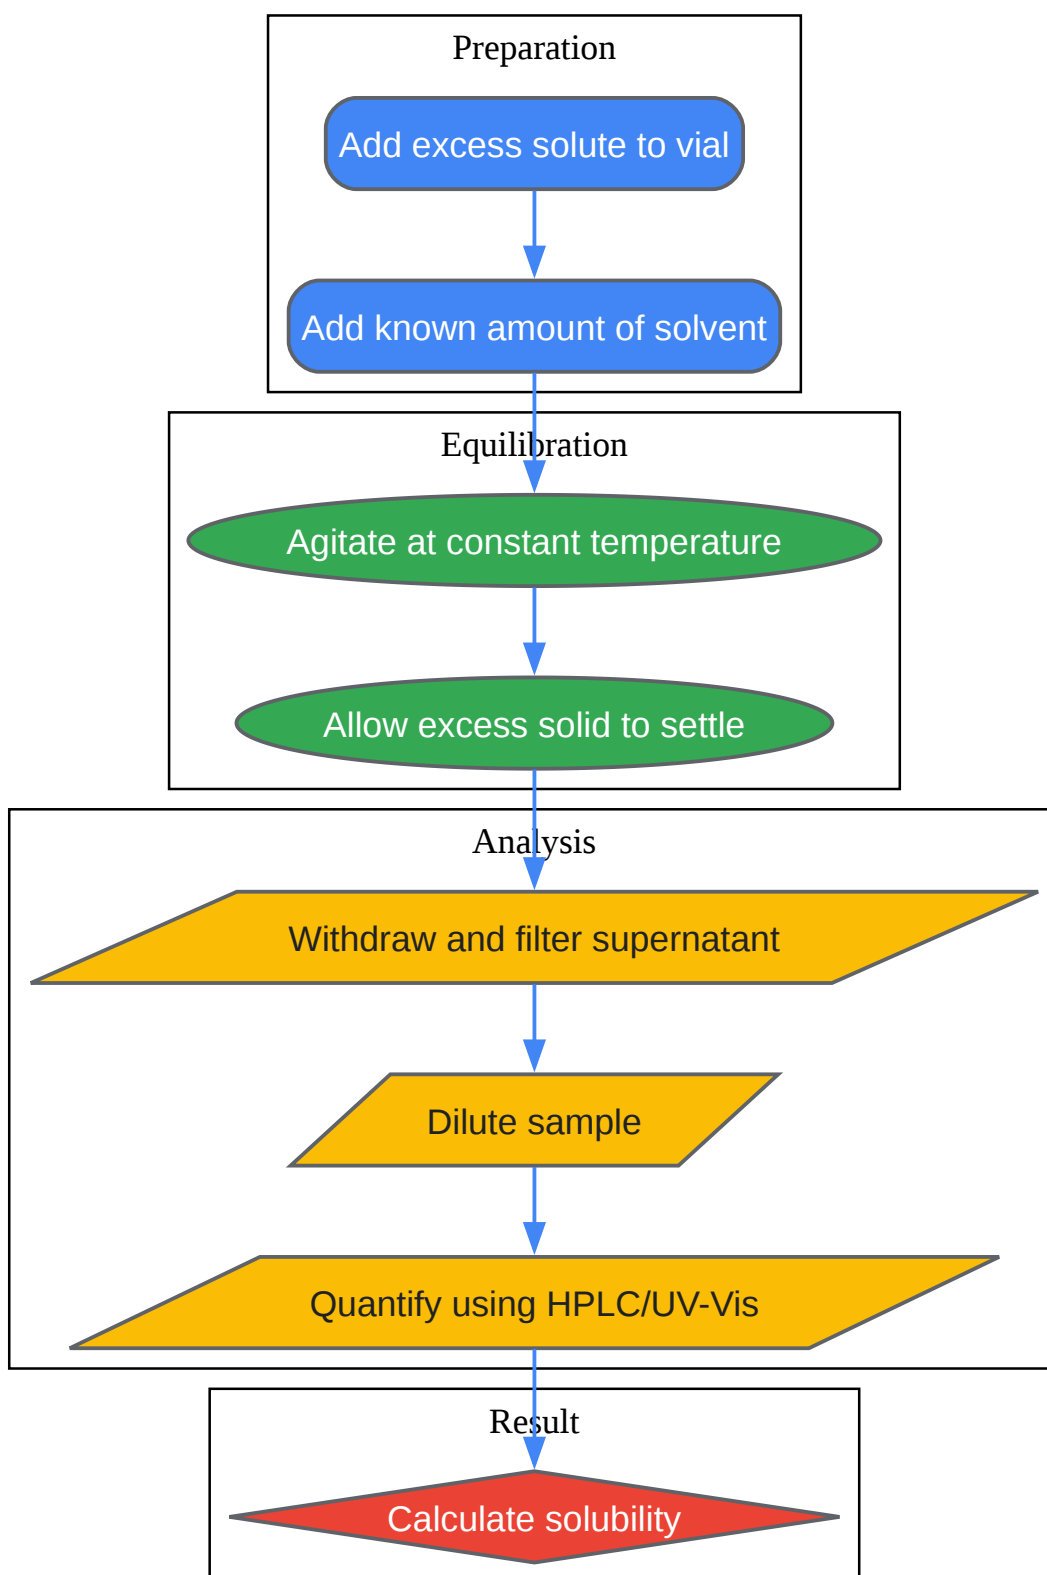 Preparation
Add excess solute to vial
Add known amount of solvent
Equilibration
Agitate at constant temperature
Allow excess solid to settle
Analysis
Withdraw and filter supernatant
Dilute sample
Quantify using HPLC/UV-Vis
Result
Calculate solubility